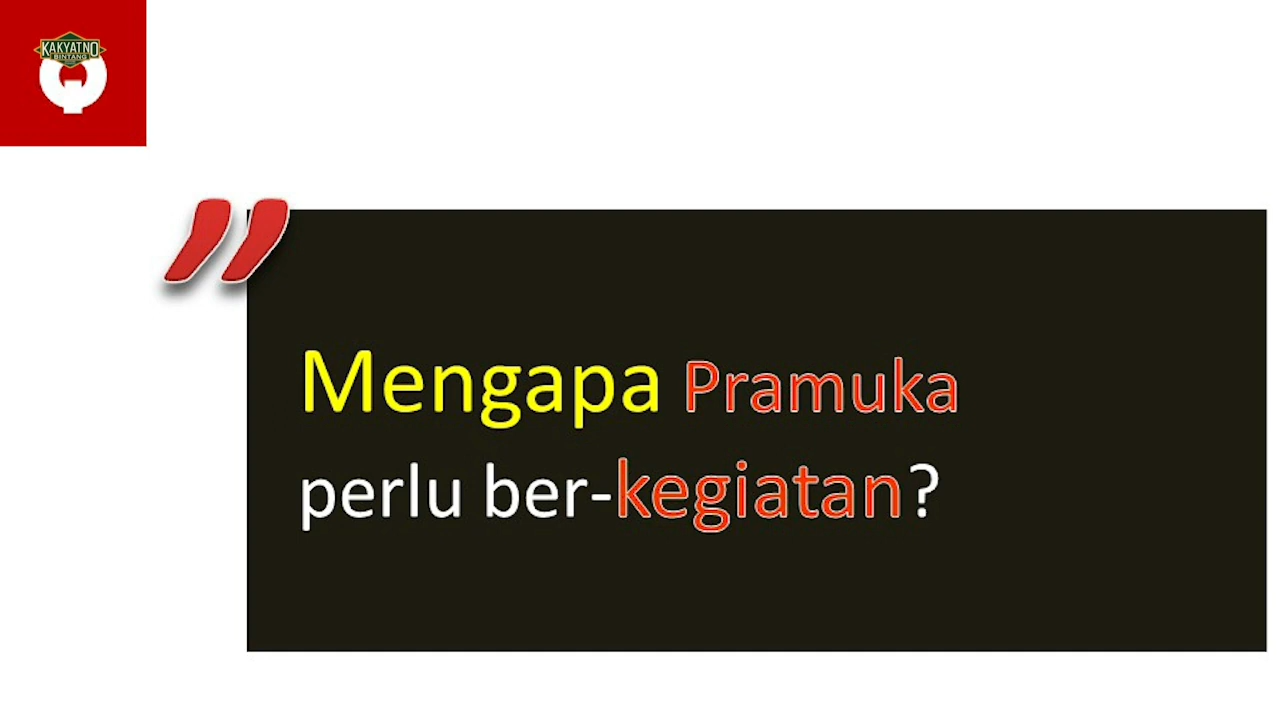 KAKYATNO
BINTANG
”
Mengapa Pramuka
perlu ber-kegiatan?